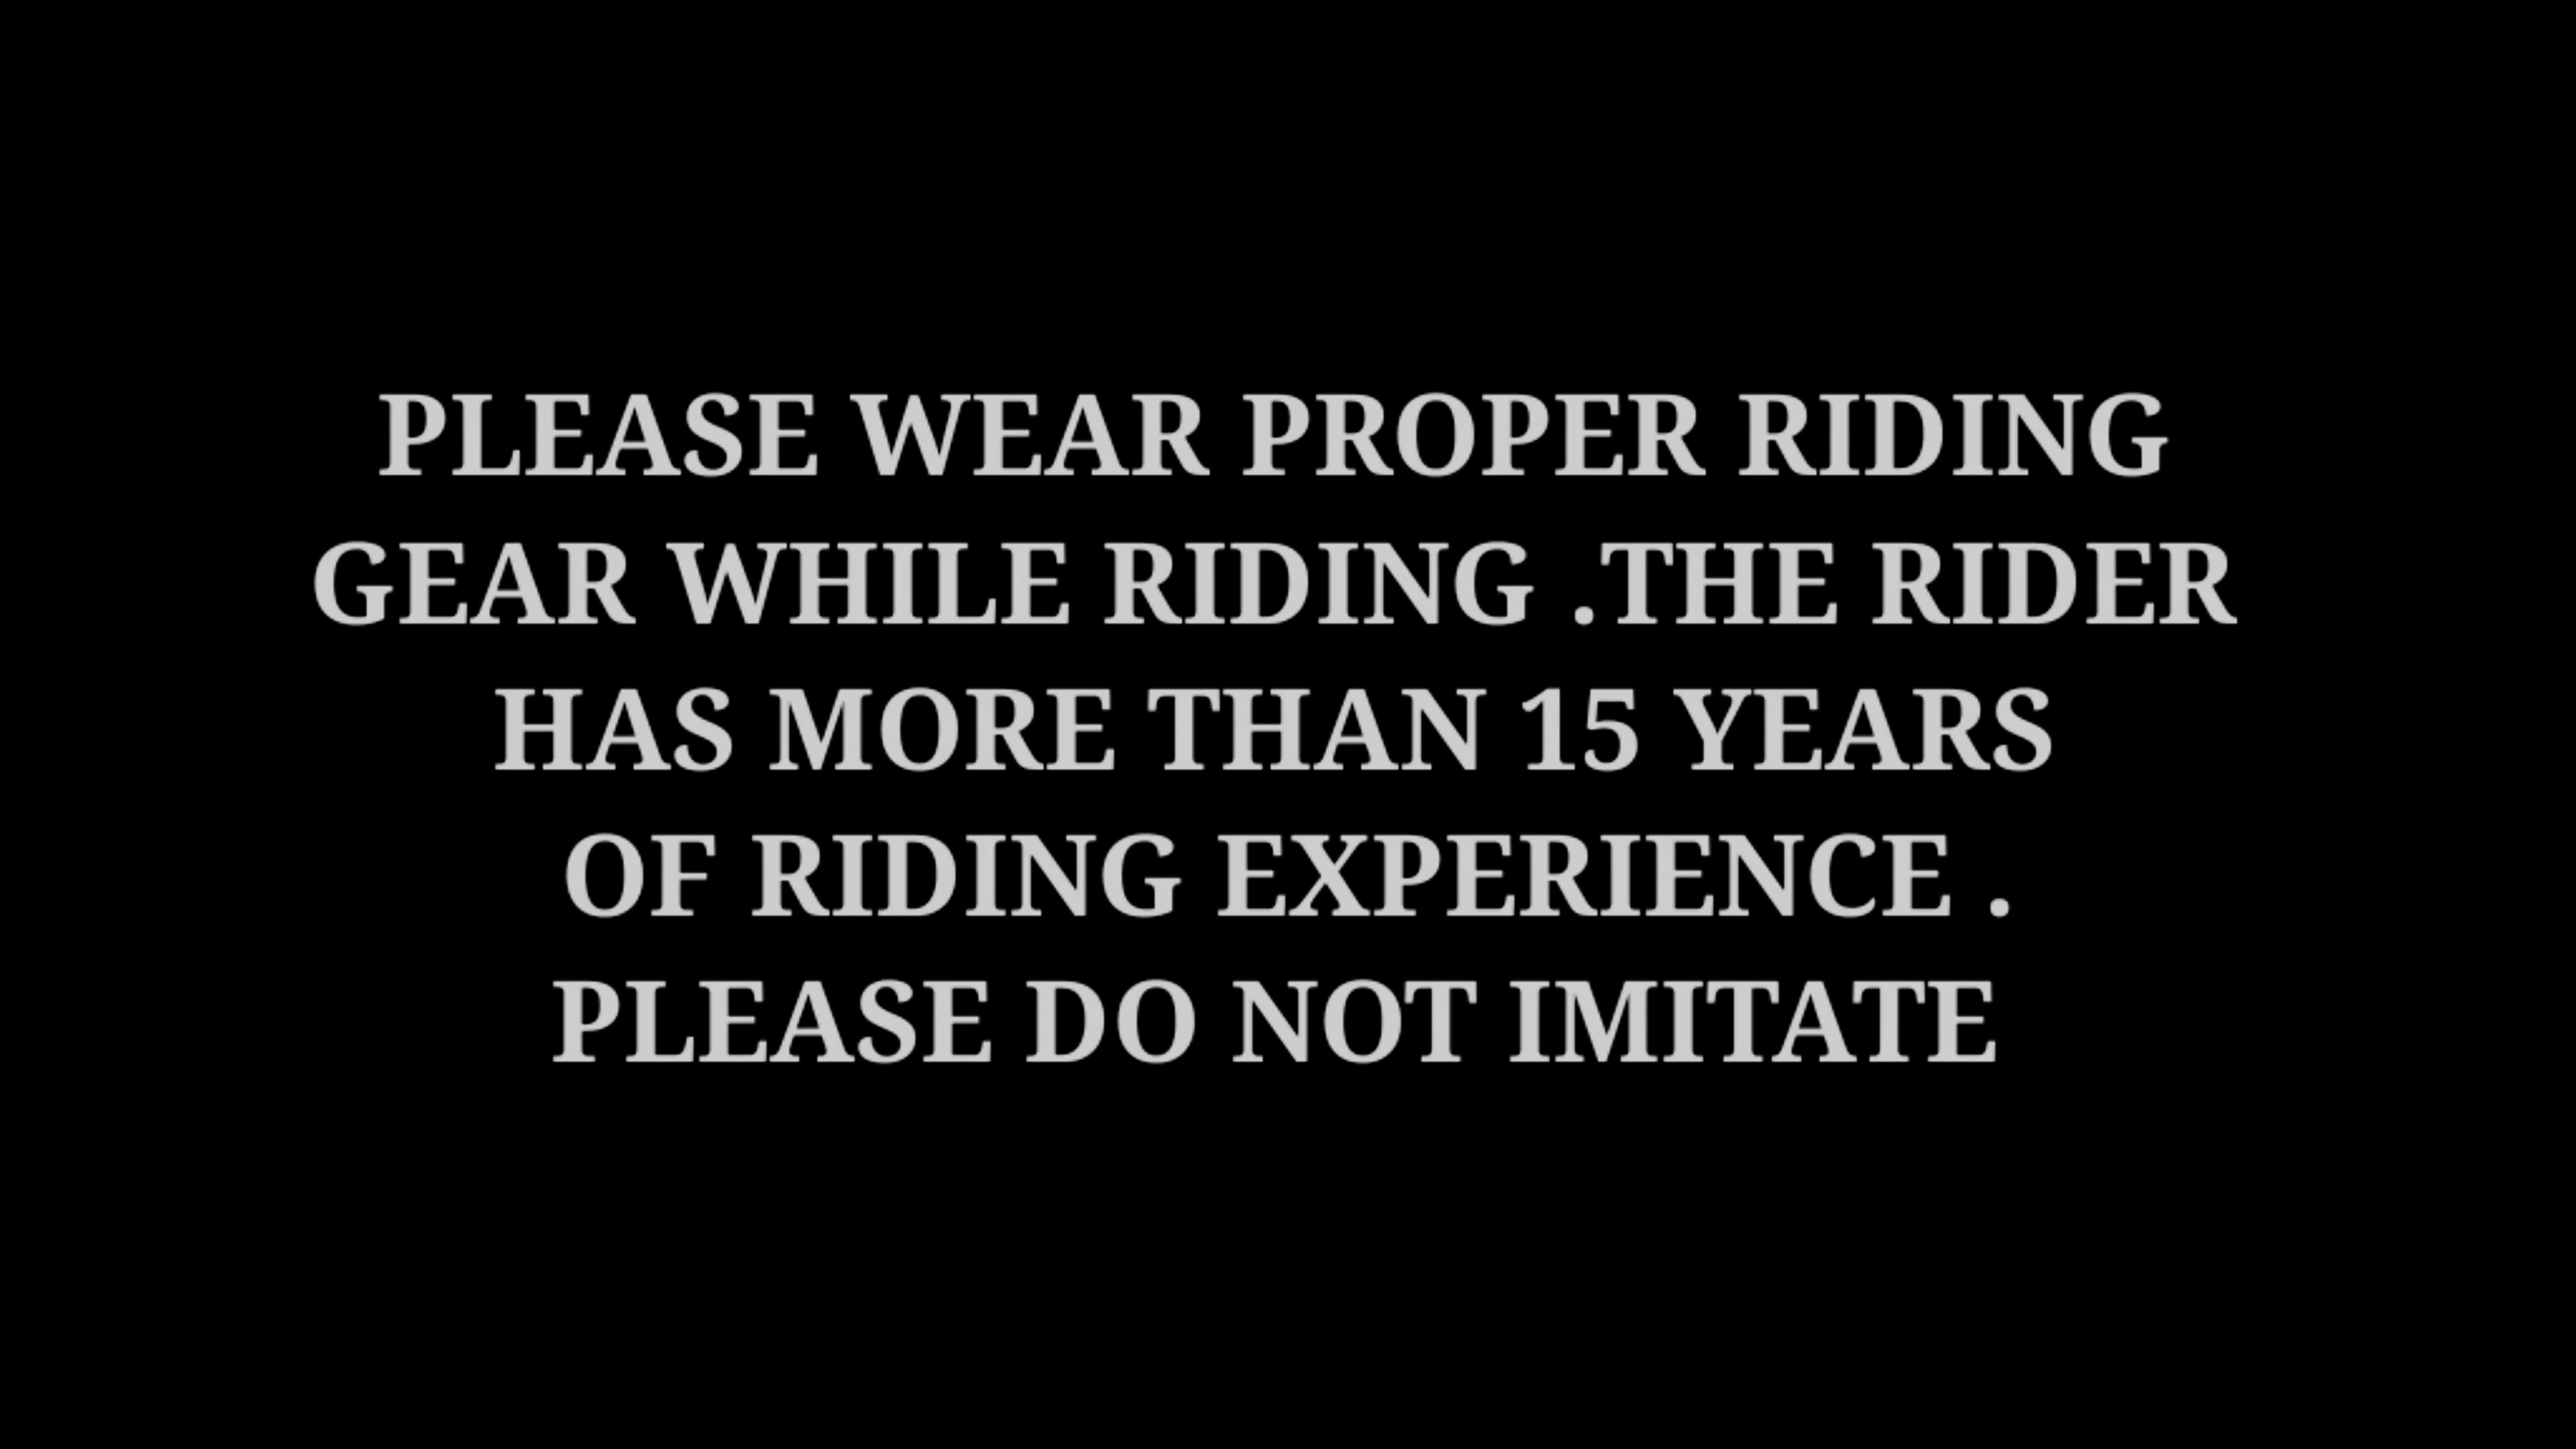 PLEASE WEAR PROPER RIDING
GEAR WHILE RIDING .THE RIDER
HAS MORE THAN 15 YEARS
OF RIDING EXPERIENCE .
PLEASE DO NOT IMITATE